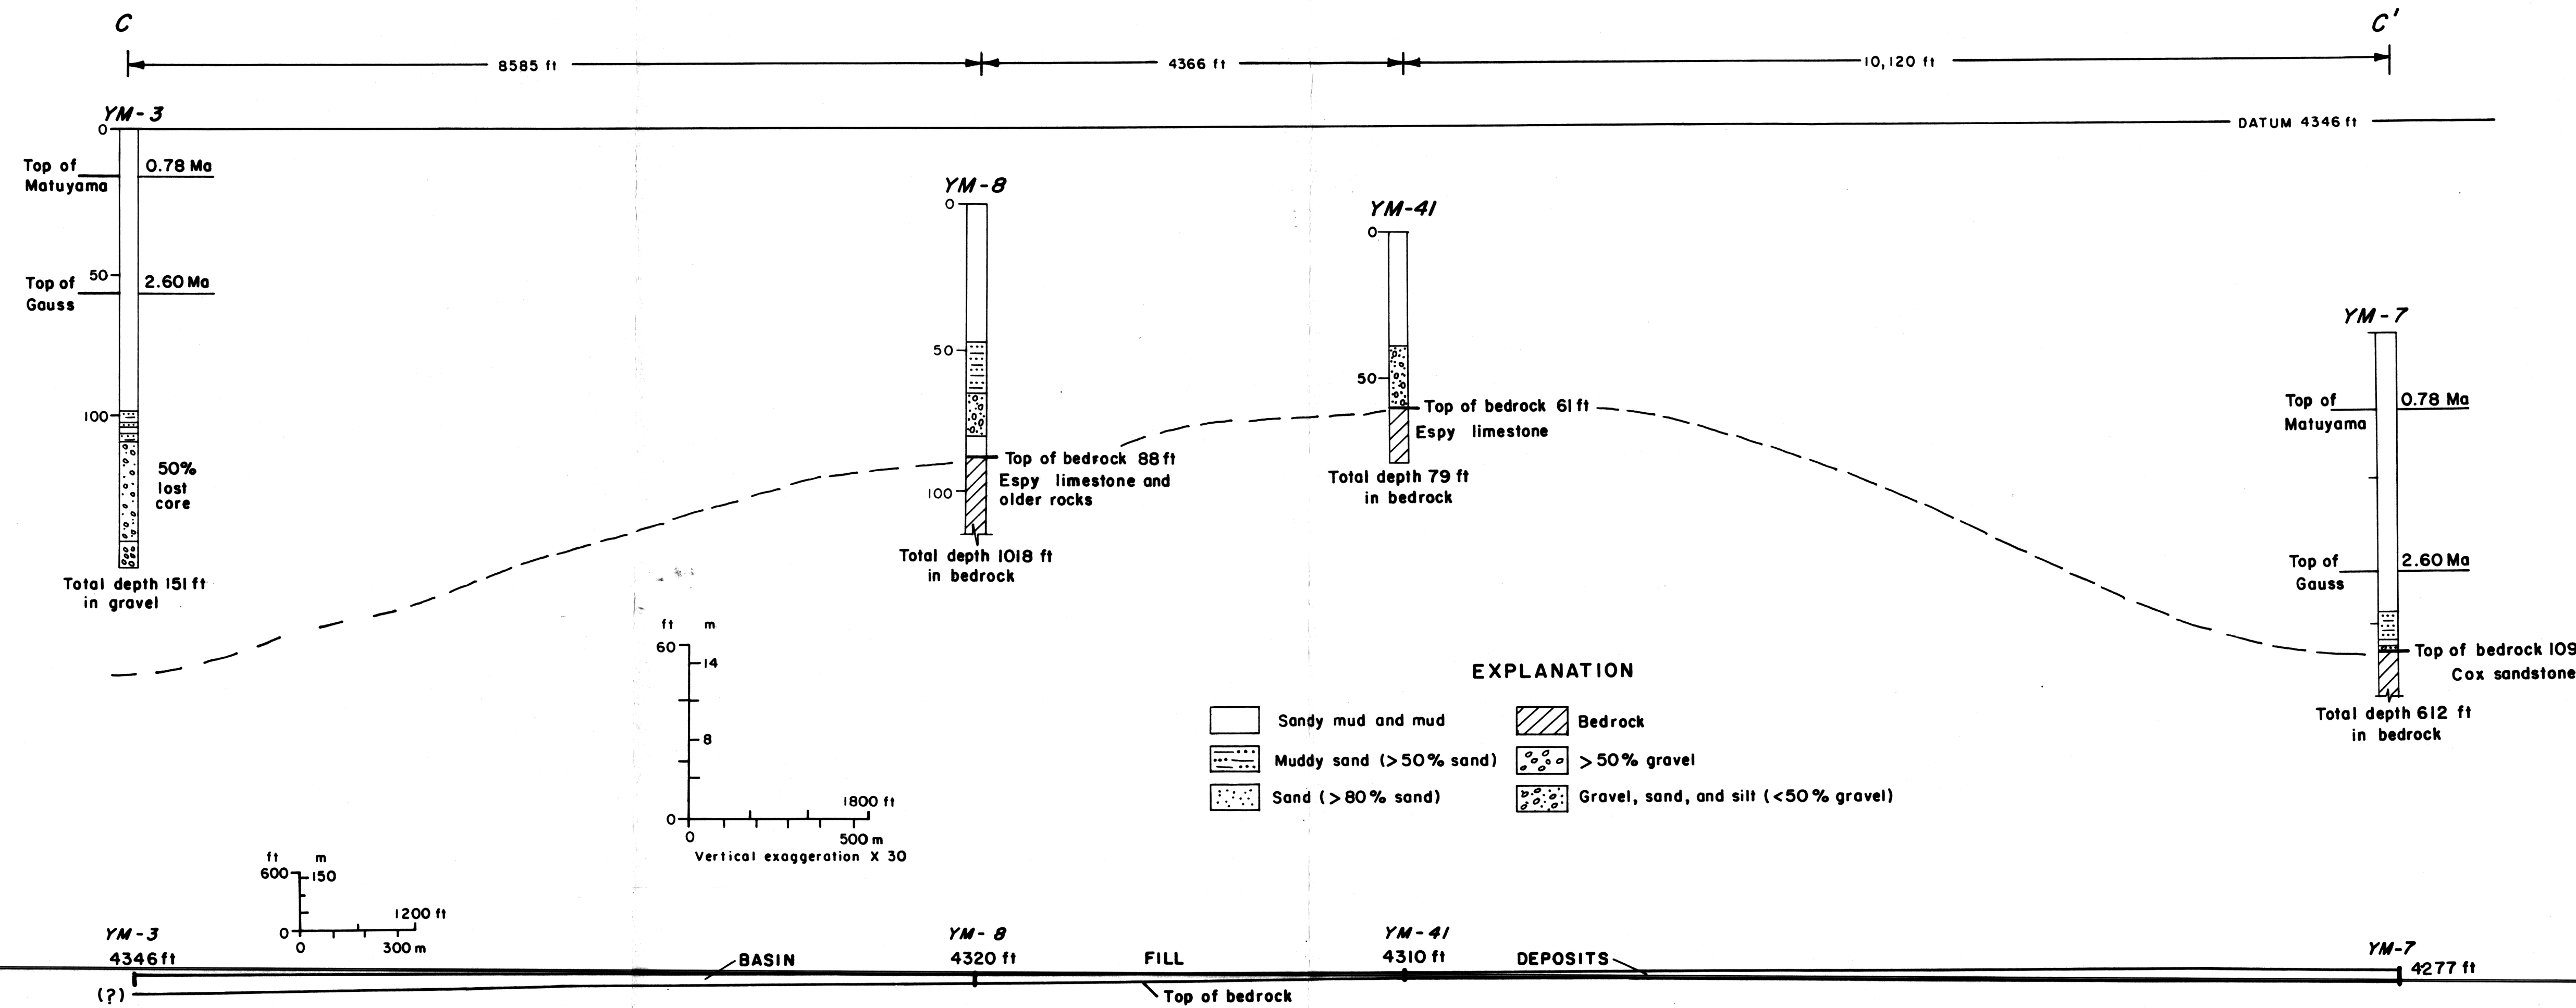 C
C'
8585 ft
4366 ft
10,120 ft
DATUM 4346 ft
YM-3
0
Top of
Matuyama
0.78 Ma
50
Top of
Gauss
2.60 Ma
100
50%
lost
core
Total depth 151 ft
in gravel
YM-8
0
50
100
Top of bedrock 88 ft
Espy limestone and
older rocks
Total depth 1018 ft
in bedrock
YM-41
0
50
Top of bedrock 61 ft
Espy limestone
Total depth 79 ft
in bedrock
YM-7
Top of
Matuyama
0.78 Ma
Top of
Gauss
2.60 Ma
Top of bedrock 109
Cox sandstone
Total depth 612 ft
in bedrock
ft m
60
14
8
0
1800 ft
0
500 m
Vertical exaggeration X 30
EXPLANATION
Sandy mud and mud
Muddy sand (>50% sand)
Sand (>80% sand)
Bedrock
>50% gravel
Gravel, sand, and silt (<50% gravel)
ft m
600
150
0
1200 ft
0
300 m
YM-3
4346 ft
(?)
BASIN
YM-8
4320 ft
FILL
Top of bedrock
YM-41
4310 ft
DEPOSITS
YM-7
4277 ft